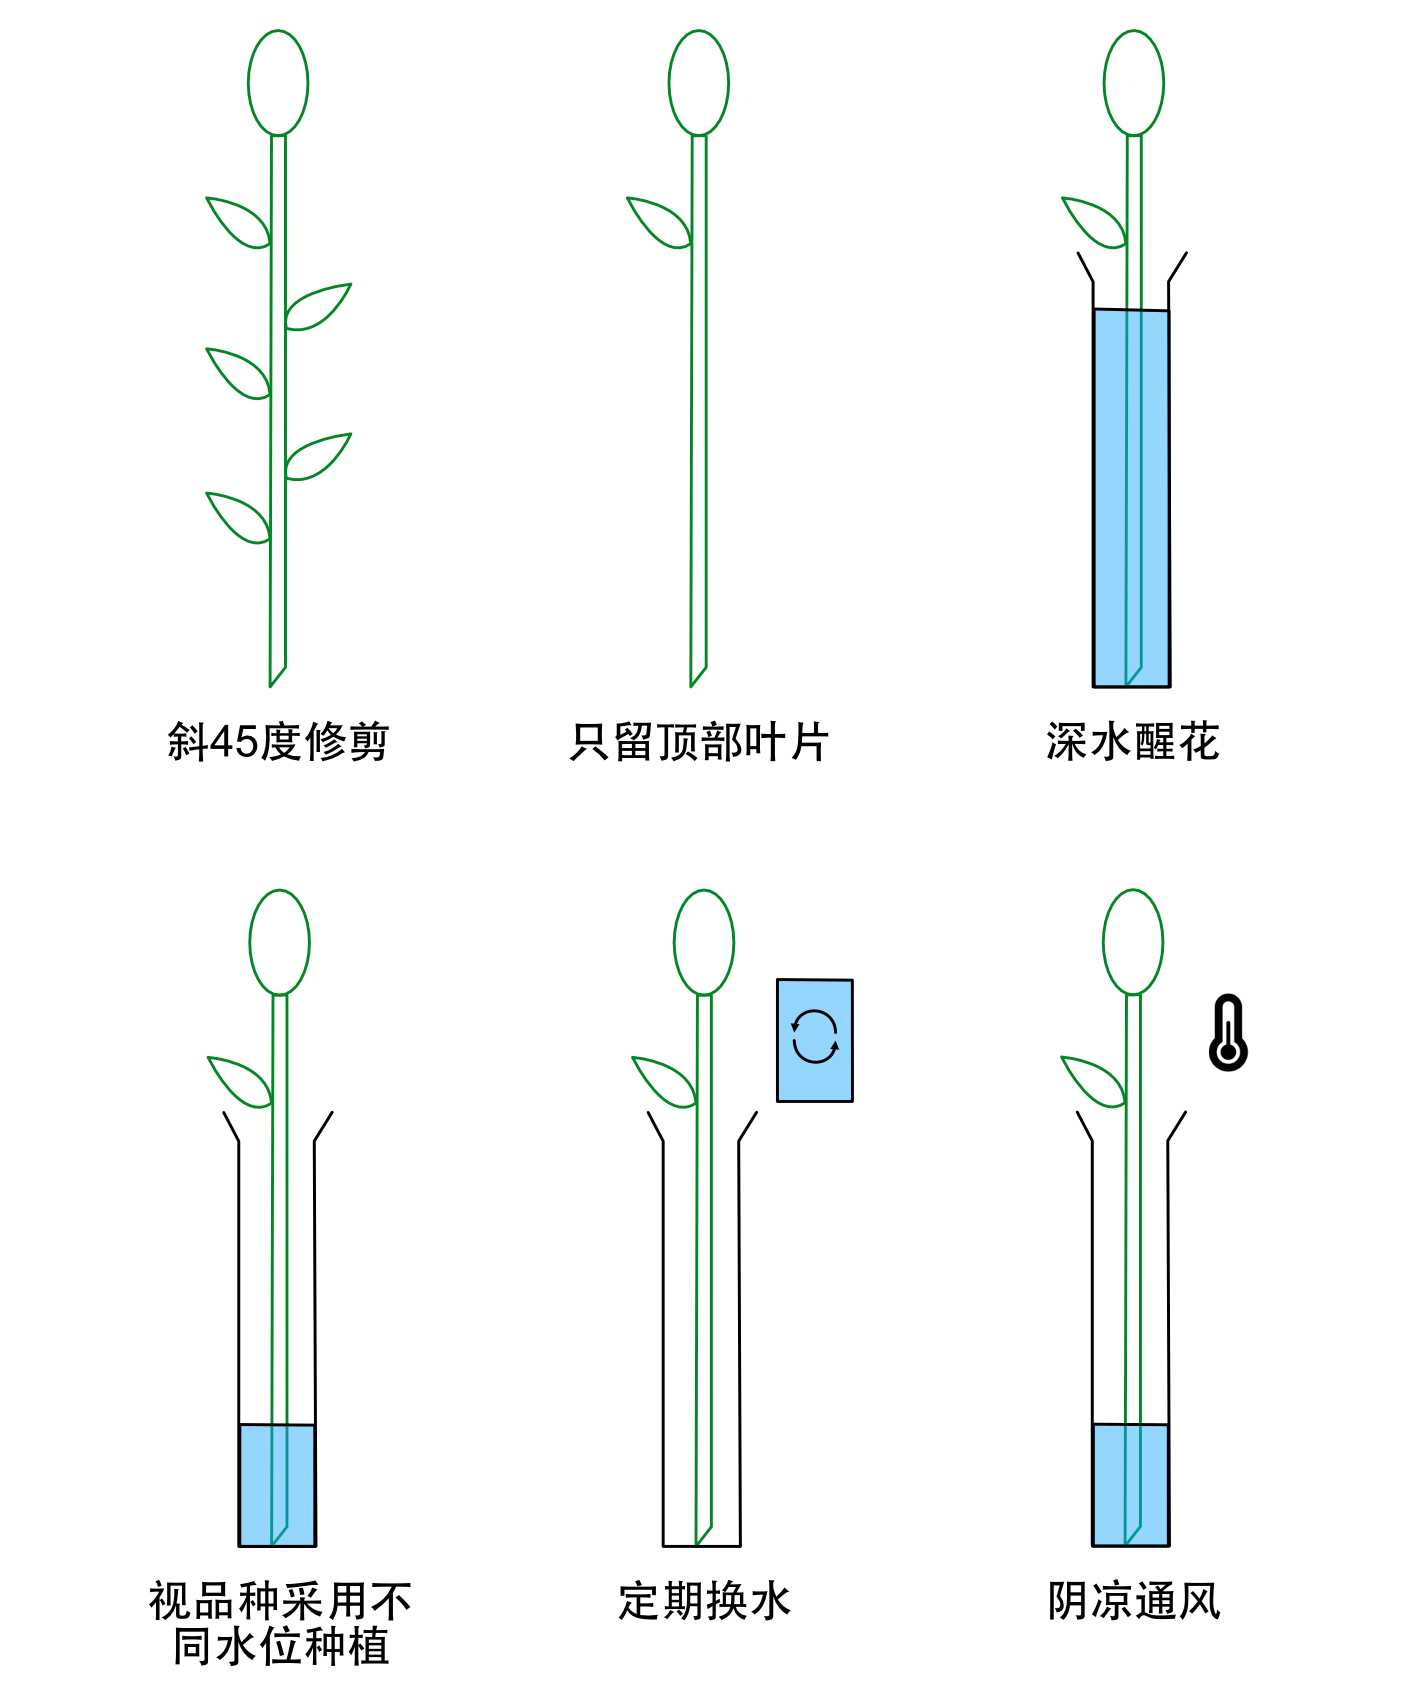 斜45度修剪
只留顶部叶片
深水醒花
视品种采用不
同水位种植
定期换水
阴凉通风